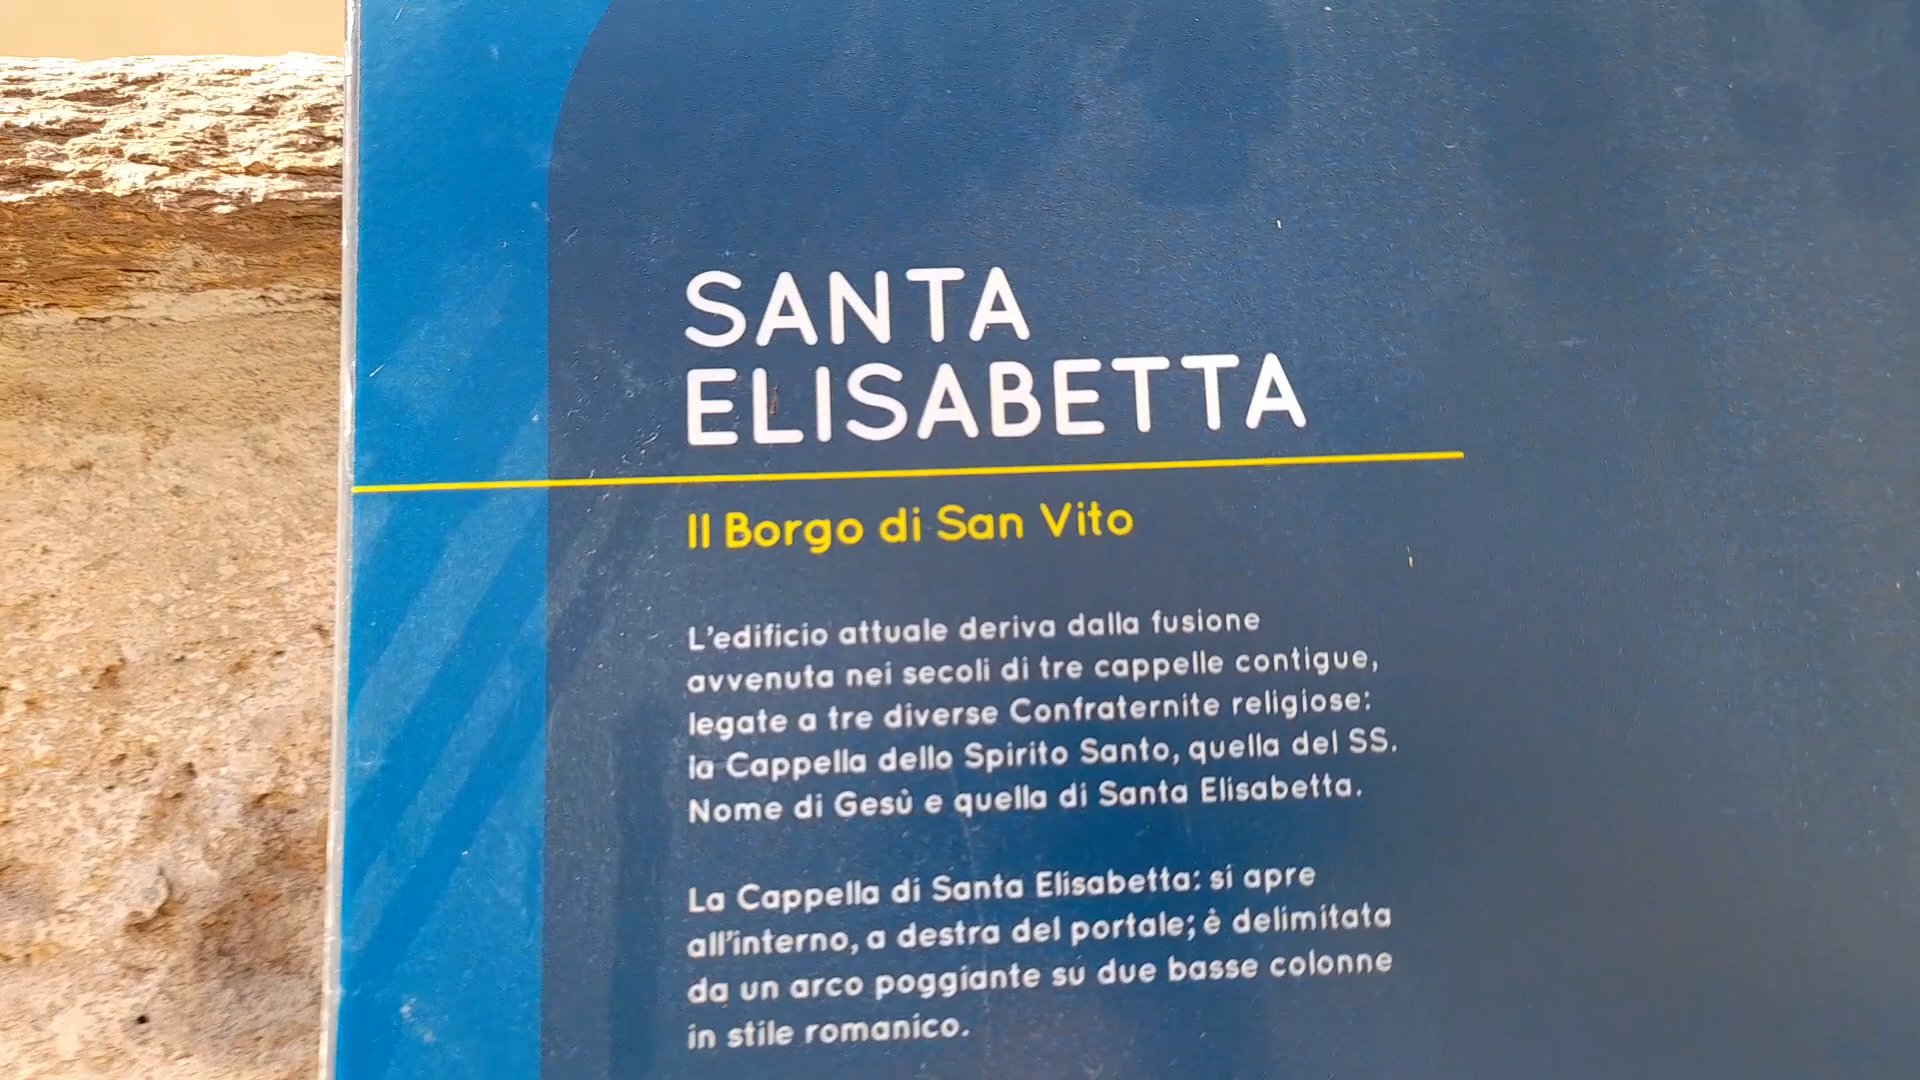 SANTA
ELISABETTA
Il Borgo di San Vito
L'edificio attuale deriva dalla fusione
avvenuta nei secoli di tre cappelle contigue,
legate a tre diverse Confraternite religiose:
la Cappella dello Spirito Santo, quella del SS.
Nome di Gesù e quella di Santa Elisabetta.
La Cappella di Santa Elisabetta: si apre
all'interno, a destra del portale; è delimitata
da un arco poggiante su due basse colonne
in stile romanico.